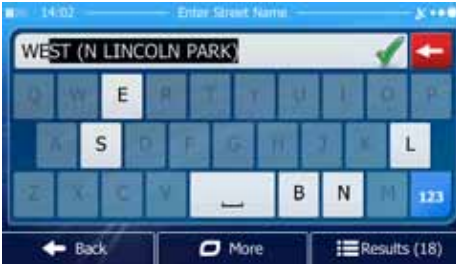 14:02 Enter Street Name
WEST (N LINCOLN PARK)
Q W E R T Y U I O P
A S D F G H J K L
Z X C V B N M 123
Back More Results (18)